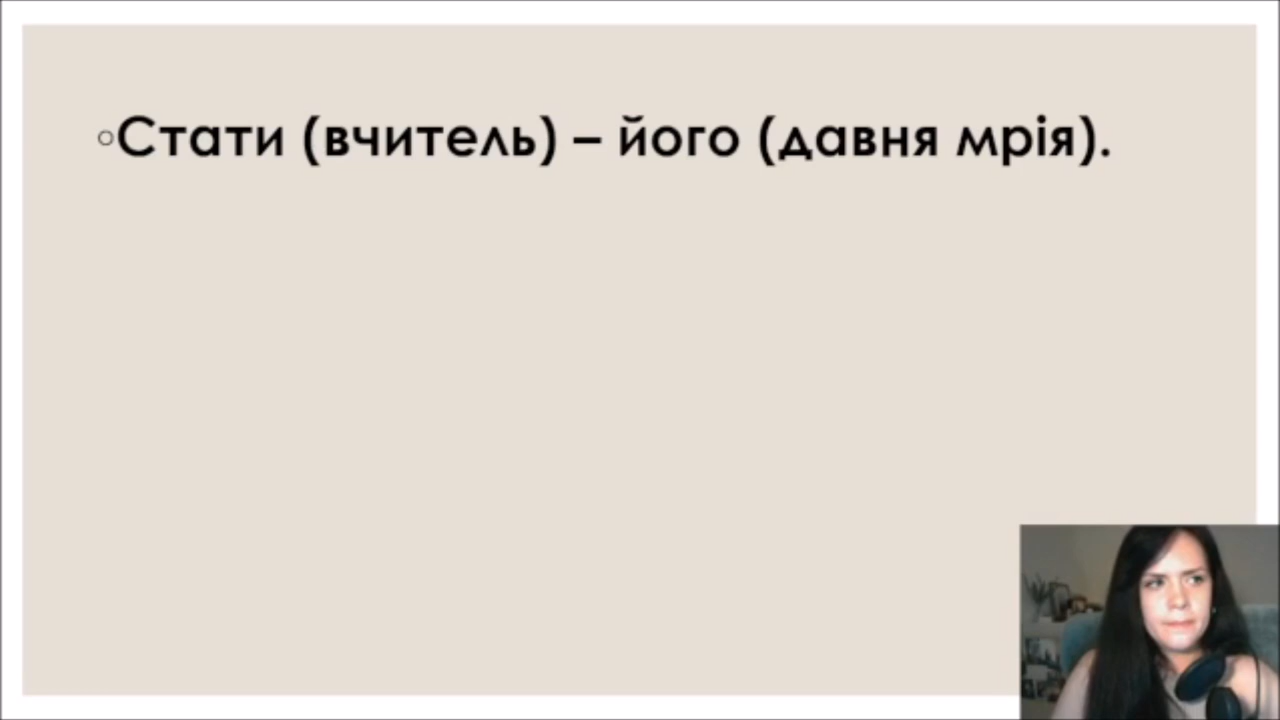 ◦Стати (вчитель) – його (давня мрія).